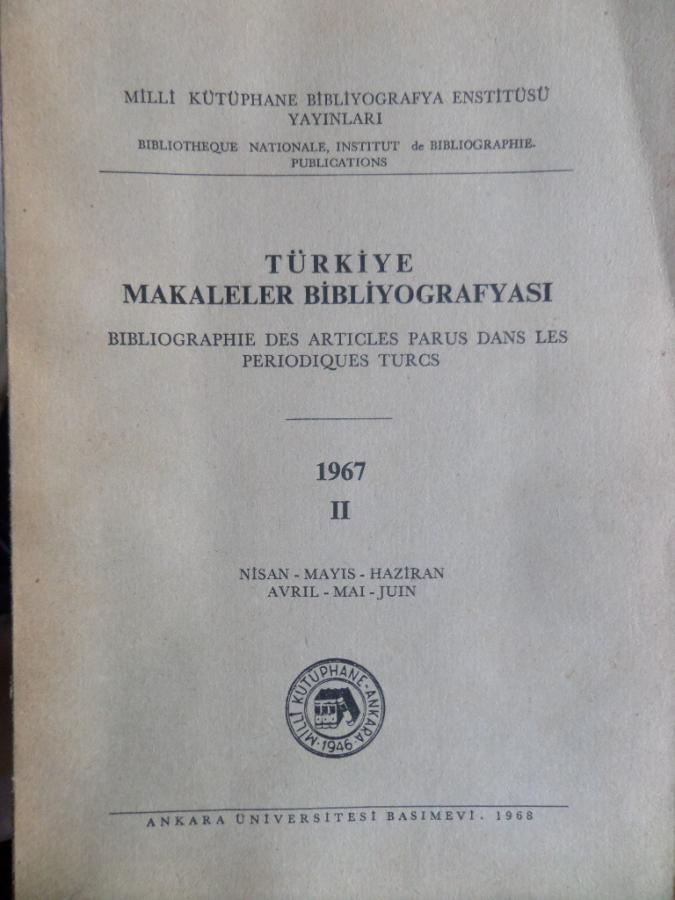 MİLLİ KÜTÜPHANE BİBLİYOGRAFYA ENSTİTÜSÜ
YAYINLARI
BIBLIOTHEQUE NATIONALE, INSTITUT de BIBLIOGRAPHIE-
PUBLICATIONS
TÜRKİYE
MAKALELER BİBLİYOGRAFYASI
BIBLIOGRAPHIE DES ARTICLES PARUS DANS LES
PERIODIQUES TURCS
1967
II
NİSAN - MAYIS - HAZİRAN
AVRIL - MAI - JUIN
MİLLİ KÜTÜPHANE · ANKARA
· 1946 ·
ANKARA ÜNİVERSİTESİ BASIMEVİ. 1968